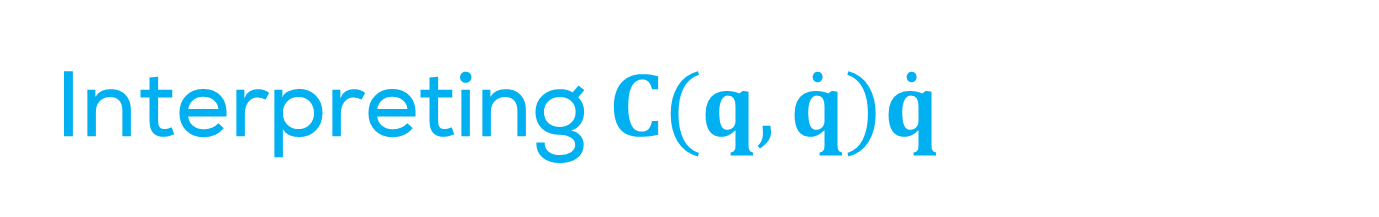 Interpreting C(q, q̇)q̇